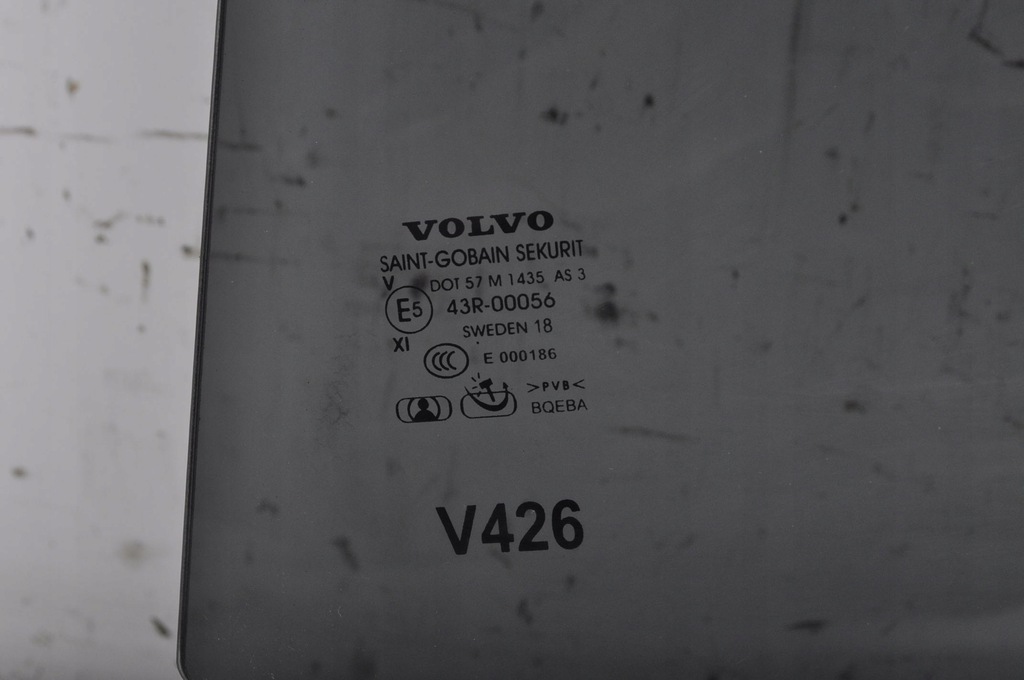 VOLVO
SAINT-GOBAIN SEKURIT
V DOT 57 M 1435 AS 3
E5 43R-00056
SWEDEN 18
XI CCC E 000186
>PVB<
BQEBA
V426